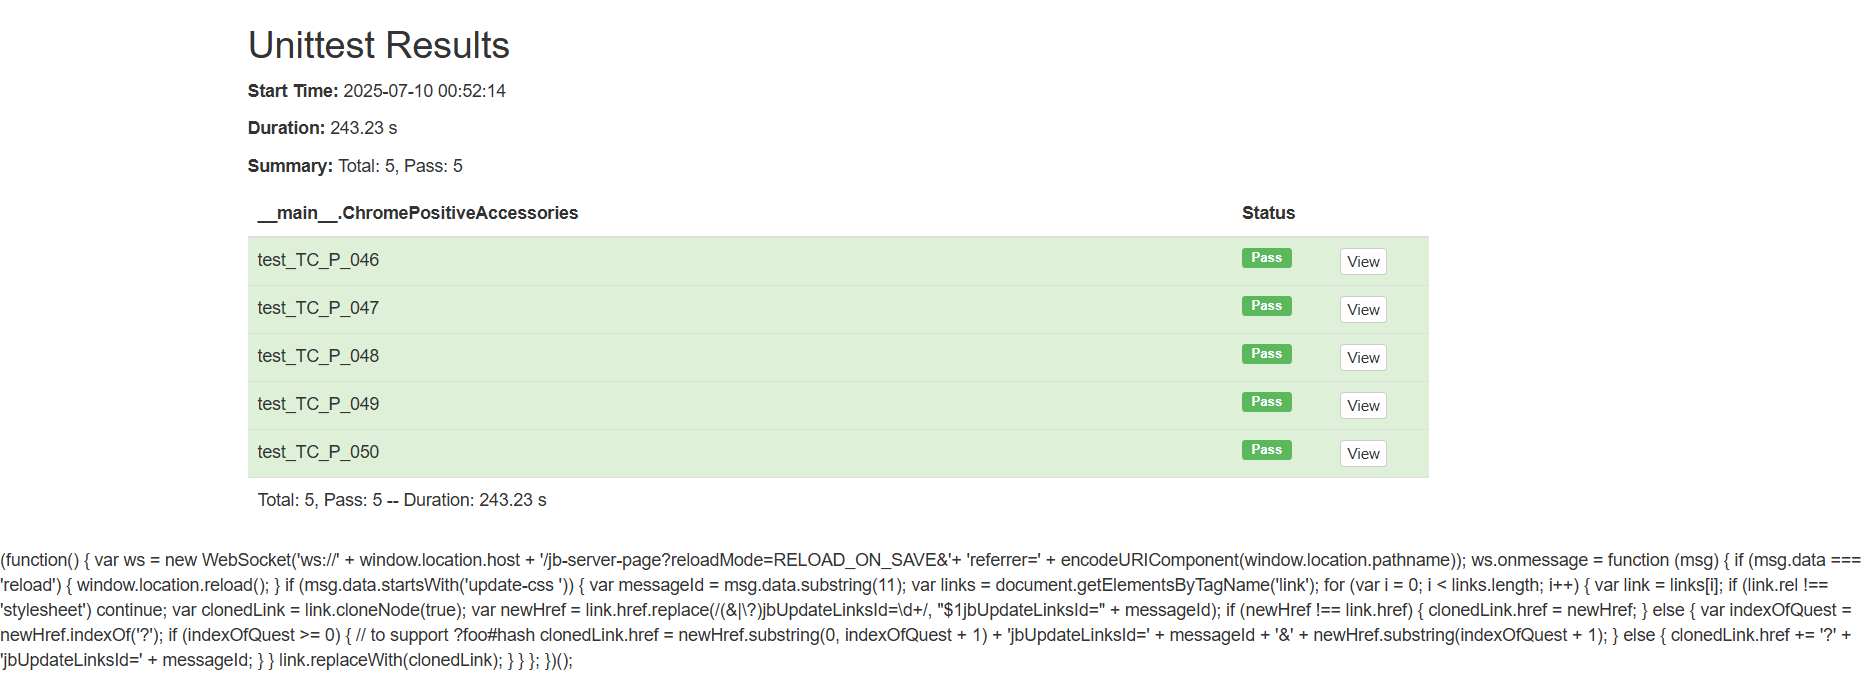 Unittest Results
Start Time: 2025-07-10 00:52:14
Duration: 243.23 s
Summary: Total: 5, Pass: 5
__main__.ChromePositiveAccessories Status
test_TC_P_046 Pass View
test_TC_P_047 Pass View
test_TC_P_048 Pass View
test_TC_P_049 Pass View
test_TC_P_050 Pass View
Total: 5, Pass: 5 -- Duration: 243.23 s
(function() { var ws = new WebSocket('ws://' + window.location.host + '/jb-server-page?reloadMode=RELOAD_ON_SAVE&'+ 'referrer=' + encodeURIComponent(window.location.pathname)); ws.onmessage = function (msg) { if (msg.data ===
'reload') { window.location.reload(); } if (msg.data.startsWith('update-css ')) { var messageId = msg.data.substring(11); var links = document.getElementsByTagName('link'); for (var i = 0; i < links.length; i++) { var link = links[i]; if (link.rel !==
'stylesheet') continue; var clonedLink = link.cloneNode(true); var newHref = link.href.replace(/(&|\?)jbUpdateLinksId=\d+/, "$1jbUpdateLinksId=" + messageId); if (newHref !== link.href) { clonedLink.href = newHref; } else { var indexOfQuest =
newHref.indexOf('?'); if (indexOfQuest >= 0) { // to support ?foo#hash clonedLink.href = newHref.substring(0, indexOfQuest + 1) + 'jbUpdateLinksId=' + messageId + '&' + newHref.substring(indexOfQuest + 1); } else { clonedLink.href += '?' +
'jbUpdateLinksId=' + messageId; } } link.replaceWith(clonedLink); } } }; })();